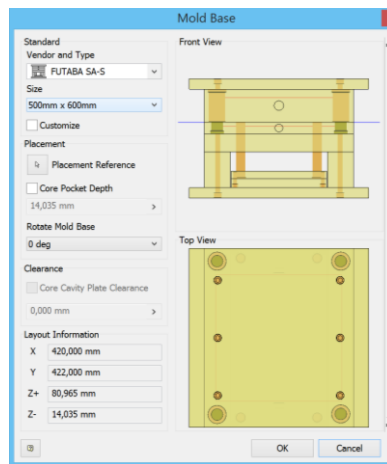 Mold Base
Standard
Vendor and Type
FUTABA SA-S
Size
500mm x 600mm
Customize
Placement
Placement Reference
Core Pocket Depth
14,035 mm
Rotate Mold Base
0 deg
Clearance
Core Cavity Plate Clearance
0,000 mm
Layout Information
X 420,000 mm
Y 422,000 mm
Z+ 80,965 mm
Z- 14,035 mm
Front View
Top View
OK Cancel